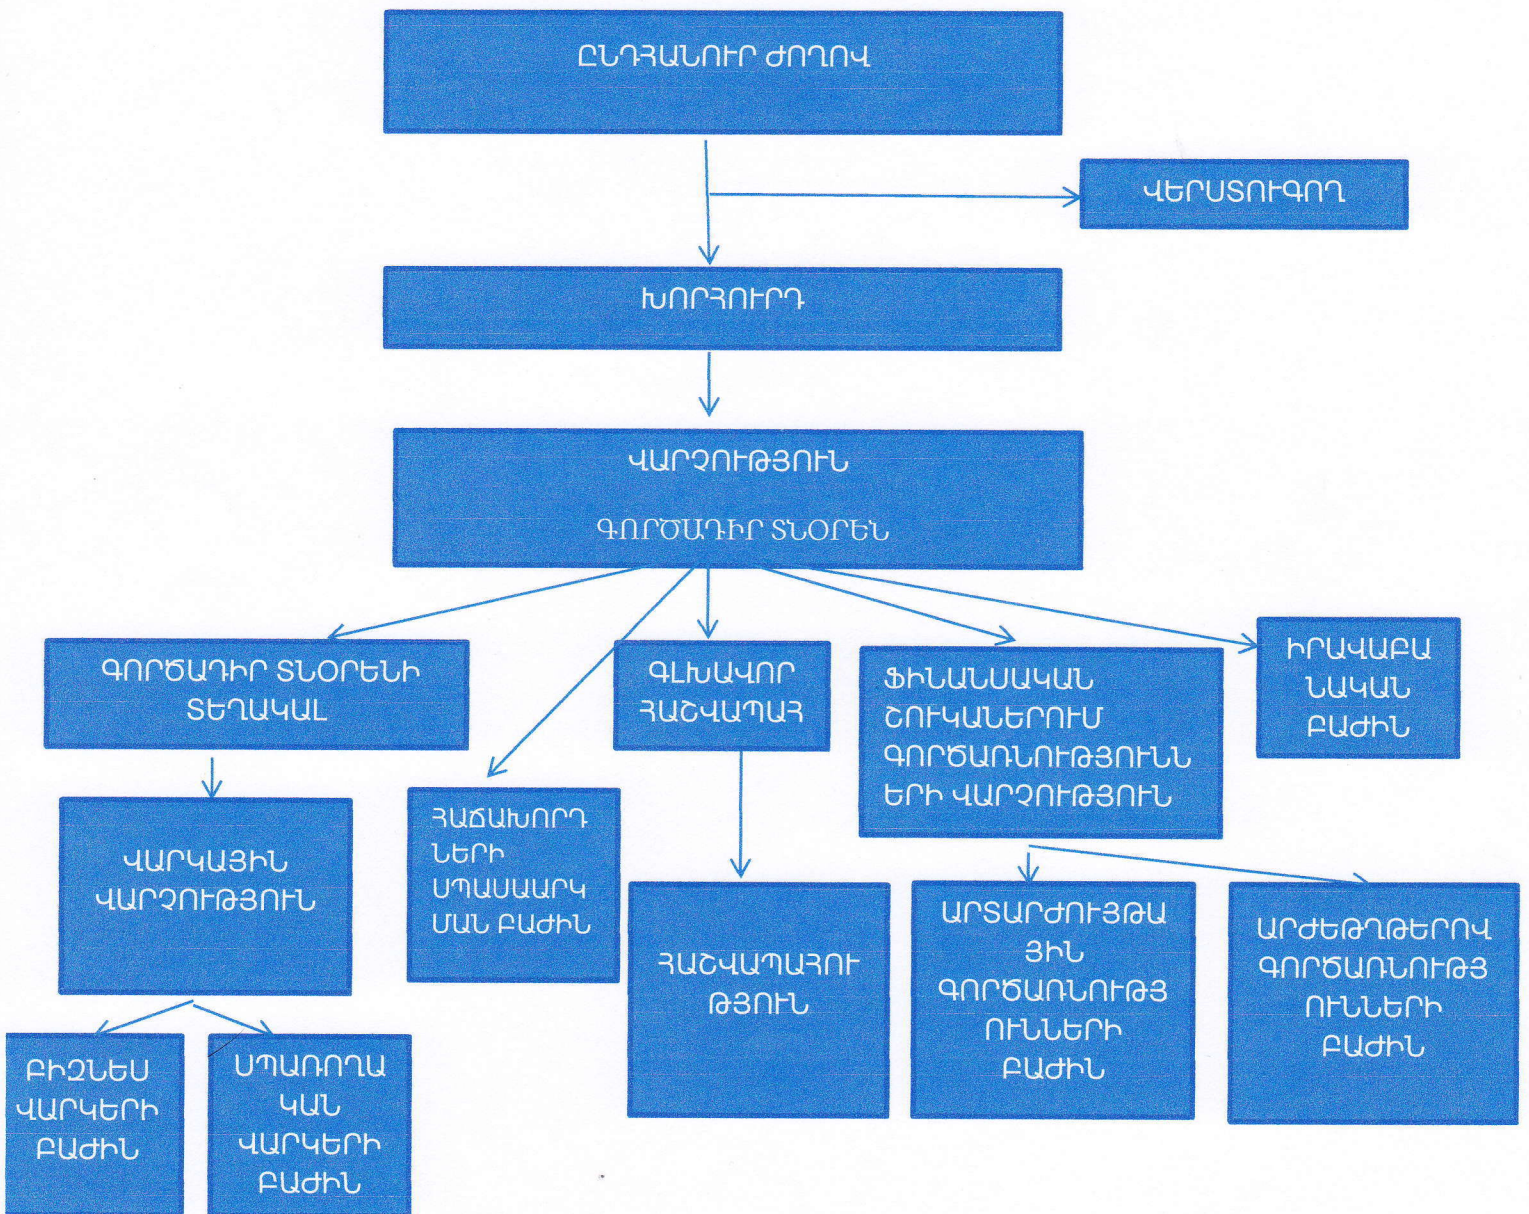 ԸՆԴՀԱՆՈՒՐ ԺՈՂՈՎ
ՎԵՐՍՏՈՒԳՈՂ
ԽՈՐՀՈՒՐԴ
ՎԱՐՉՈՒԹՅՈՒՆ
ԳՈՐԾԱԴԻՐ ՏՆՕՐԵՆ
ԳՈՐԾԱԴԻՐ ՏՆՕՐԵՆԻ
ՏԵՂԱԿԱԼ
ԳԼԽԱՎՈՐ
ՀԱՇՎԱՊԱՀ
ՖԻՆԱՆՍԱԿԱՆ
ՇՈՒԿԱՆԵՐՈՒՄ
ԳՈՐԾԱՌՆՈՒԹՅՈՒՆՆ
ԵՐԻ ՎԱՐՉՈՒԹՅՈՒՆ
ԻՐԱՎԱԲԱ
ՆԱԿԱՆ
ԲԱԺԻՆ
ՎԱՐԿԱՅԻՆ
ՎԱՐՉՈՒԹՅՈՒՆ
ՀԱՃԱԽՈՐԴ
ՆԵՐԻ
ՍՊԱՍԱԱՐԿ
ՄԱՆ ԲԱԺԻՆ
ՀԱՇՎԱՊԱՀՈՒ
ԹՅՈՒՆ
ԱՐՏԱՐԺՈՒՅԹԱ
ՅԻՆ
ԳՈՐԾԱՌՆՈՒԹՅ
ՈՒՆՆԵՐԻ
ԲԱԺԻՆ
ԱՐԺԵԹՂԹԵՐՈՎ
ԳՈՐԾԱՌՆՈՒԹՅ
ՈՒՆՆԵՐԻ
ԲԱԺԻՆ
ԲԻԶՆԵՍ
ՎԱՐԿԵՐԻ
ԲԱԺԻՆ
ՍՊԱՌՈՂԱ
ԿԱՆ
ՎԱՐԿԵՐԻ
ԲԱԺԻՆ